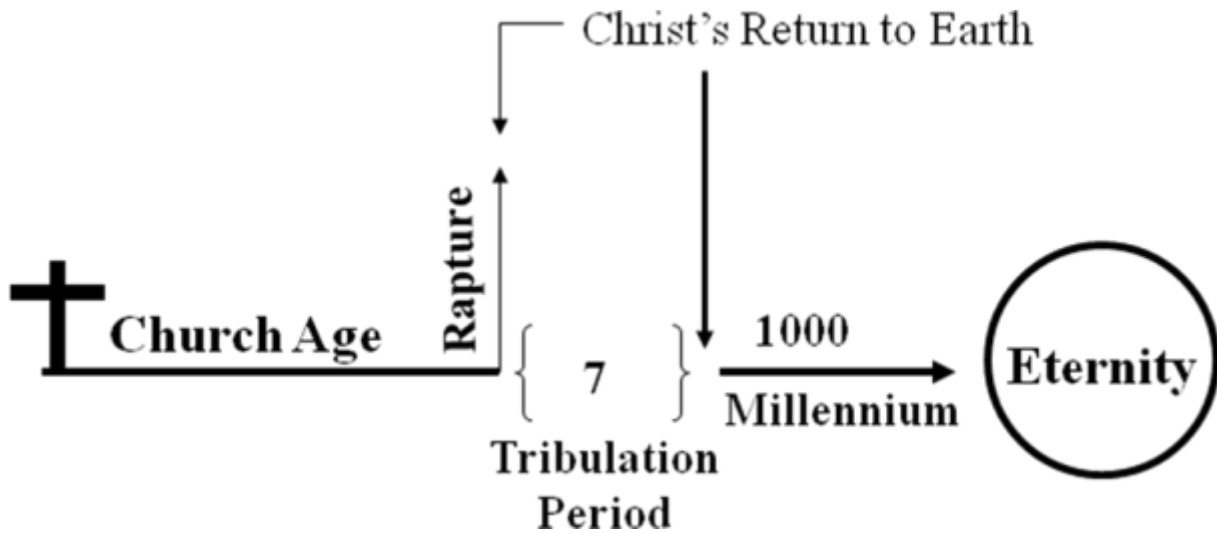 Christ's Return to Earth
Rapture
Church Age
7
Tribulation
Period
1000
Millennium
Eternity